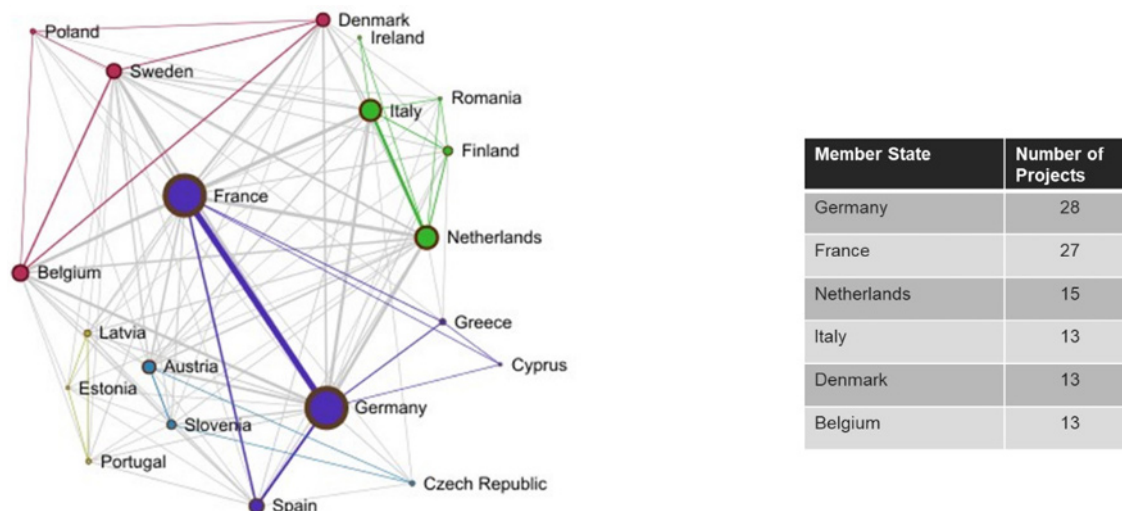 Denmark
Poland
Ireland
Sweden
Romania
Italy
Finland
France
Netherlands
Belgium
Greece
Latvia
Austria
Cyprus
Estonia
Germany
Slovenia
Portugal
Czech Republic
Spain
Member State
Number of
Projects
Germany 28
France 27
Netherlands 15
Italy 13
Denmark 13
Belgium 13